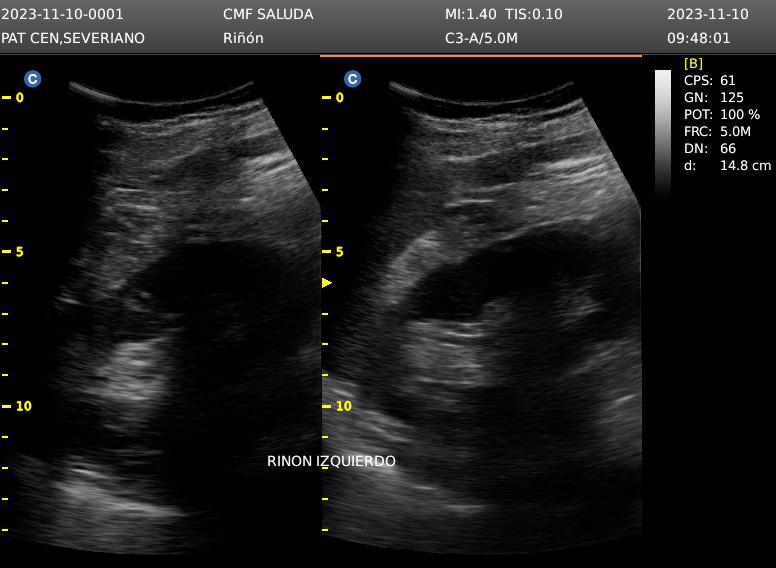 2023-11-10-0001 CMF SALUDA MI:1.40 TIS:0.10 2023-11-10
PAT CEN,SEVERIANO Riñón C3-A/5.0M 09:48:01
[B]
CPS: 61
GN: 125
POT: 100 %
FRC: 5.0M
DN: 66
d: 14.8 cm
C C
0 0
5 5
10 10
RINON IZQUIERDO